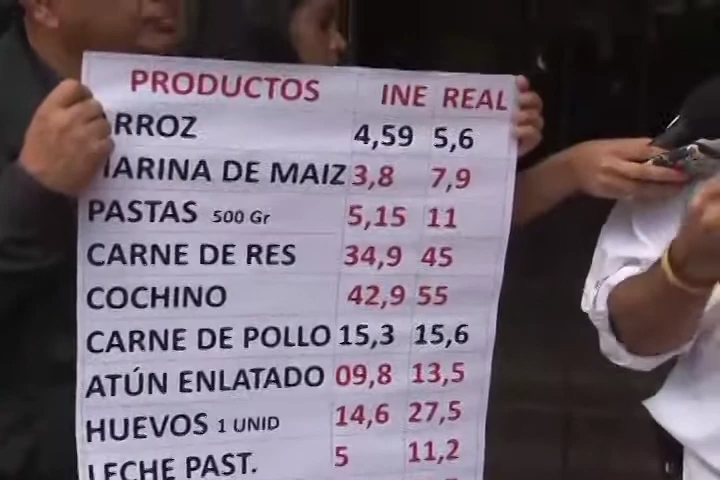 PRODUCTOS INE REAL
RROZ 4,59 5,6
HARINA DE MAIZ 3,8 7,9
PASTAS 500 Gr 5,15 11
CARNE DE RES 34,9 45
COCHINO 42,9 55
CARNE DE POLLO 15,3 15,6
ATÚN ENLATADO 09,8 13,5
HUEVOS 1 UNID 14,6 27,5
LECHE PAST. 5 11,2